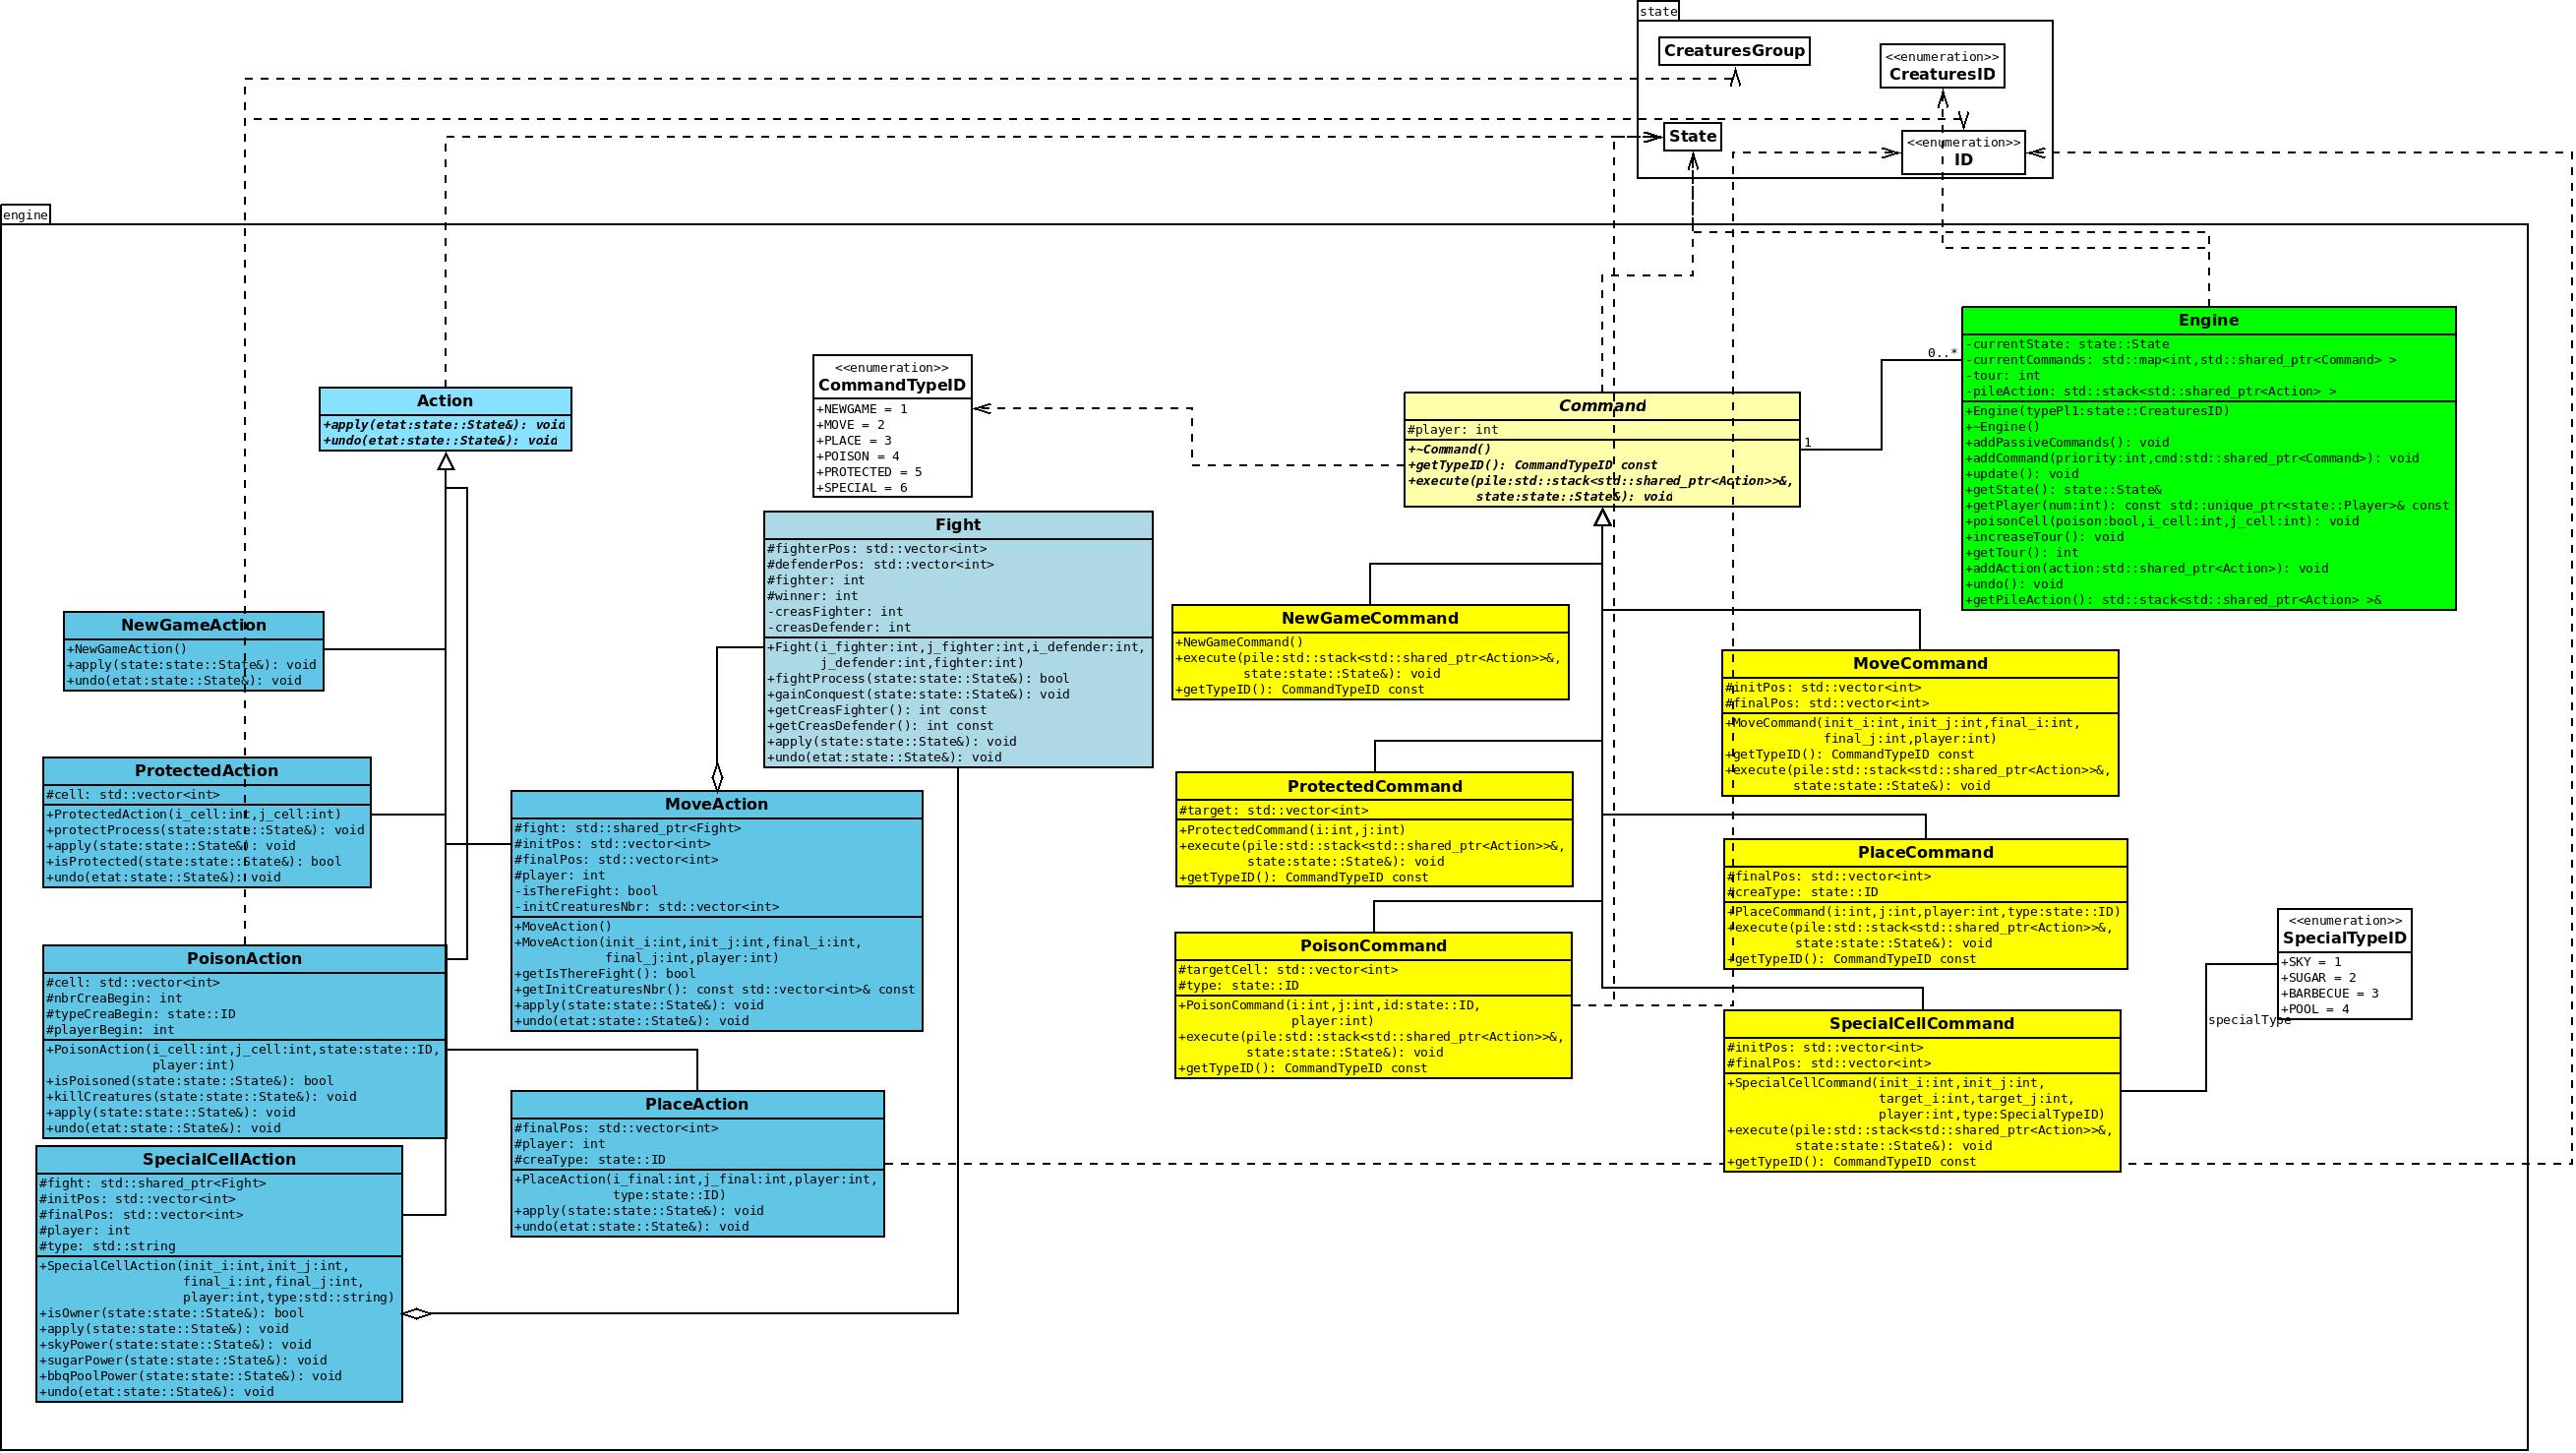 state
CreaturesGroup
<<enumeration>>
CreaturesID
State
<<enumeration>>
ID
engine
Engine
-currentState: state::State
-currentCommands: std::map<int,std::shared_ptr<Command> >
-tour: int
-pileAction: std::stack<std::shared_ptr<Action> >
+Engine(typePl1:state::CreaturesID)
+~Engine()
+addPassiveCommands(): void
+addCommand(priority:int,cmd:std::shared_ptr<Command>): void
+update(): void
+getState(): state::State&
+getPlayer(num:int): const std::unique_ptr<state::Player>& const
+poisonCell(poison:bool,i_cell:int,j_cell:int): void
+increaseTour(): void
+getTour(): int
+addAction(action:std::shared_ptr<Action>): void
+undo(): void
+getPileAction(): std::stack<std::shared_ptr<Action> >&
0..*
1
Action
+apply(etat:state::State&): void
+undo(etat:state::State&): void
<<enumeration>>
CommandTypeID
+NEWGAME = 1
+MOVE = 2
+PLACE = 3
+POISON = 4
+PROTECTED = 5
+SPECIAL = 6
Command
#player: int
+~Command()
+getTypeID(): CommandTypeID const
+execute(pile:std::stack<std::shared_ptr<Action>>&,
state:state::State&): void
Fight
#fighterPos: std::vector<int>
#defenderPos: std::vector<int>
#fighter: int
#winner: int
-creasFighter: int
-creasDefender: int
+Fight(i_fighter:int,j_fighter:int,i_defender:int,
j_defender:int,fighter:int)
+fightProcess(state:state::State&): bool
+gainConquest(state:state::State&): void
+getCreasFighter(): int const
+getCreasDefender(): int const
+apply(state:state::State&): void
+undo(etat:state::State&): void
NewGameAction
+NewGameAction()
+apply(state:state::State&): void
+undo(etat:state::State&): void
NewGameCommand
+NewGameCommand()
+execute(pile:std::stack<std::shared_ptr<Action>>&,
state:state::State&): void
+getTypeID(): CommandTypeID const
MoveCommand
#initPos: std::vector<int>
#finalPos: std::vector<int>
+MoveCommand(init_i:int,init_j:int,final_i:int,
final_j:int,player:int)
+getTypeID(): CommandTypeID const
+execute(pile:std::stack<std::shared_ptr<Action>>&,
state:state::State&): void
ProtectedAction
#cell: std::vector<int>
+ProtectedAction(i_cell:int,j_cell:int)
+protectProcess(state:state::State&): void
+apply(state:state::State&): void
+isProtected(state:state::State&): bool
+undo(etat:state::State&): void
MoveAction
#fight: std::shared_ptr<Fight>
#initPos: std::vector<int>
#finalPos: std::vector<int>
#player: int
-isThereFight: bool
-initCreaturesNbr: std::vector<int>
+MoveAction()
+MoveAction(init_i:int,init_j:int,final_i:int,
final_j:int,player:int)
+getIsThereFight(): bool
+getInitCreaturesNbr(): const std::vector<int>& const
+apply(state:state::State&): void
+undo(etat:state::State&): void
ProtectedCommand
#target: std::vector<int>
+ProtectedCommand(i:int,j:int)
+execute(pile:std::stack<std::shared_ptr<Action>>&,
state:state::State&): void
+getTypeID(): CommandTypeID const
PlaceCommand
#finalPos: std::vector<int>
#creaType: state::ID
+PlaceCommand(i:int,j:int,player:int,type:state::ID)
+execute(pile:std::stack<std::shared_ptr<Action>>&,
state:state::State&): void
+getTypeID(): CommandTypeID const
<<enumeration>>
SpecialTypeID
+SKY = 1
+SUGAR = 2
+BARBECUE = 3
+POOL = 4
specialType
PoisonAction
#cell: std::vector<int>
#nbrCreaBegin: int
#typeCreaBegin: state::ID
#playerBegin: int
+PoisonAction(i_cell:int,j_cell:int,state:state::ID,
player:int)
+isPoisoned(state:state::State&): bool
+killCreatures(state:state::State&): void
+apply(state:state::State&): void
+undo(etat:state::State&): void
PoisonCommand
#targetCell: std::vector<int>
#type: state::ID
+PoisonCommand(i:int,j:int,id:state::ID,
player:int)
+execute(pile:std::stack<std::shared_ptr<Action>>&,
state:state::State&): void
+getTypeID(): CommandTypeID const
SpecialCellCommand
#initPos: std::vector<int>
#finalPos: std::vector<int>
+SpecialCellCommand(init_i:int,init_j:int,
target_i:int,target_j:int,
player:int,type:SpecialTypeID)
+execute(pile:std::stack<std::shared_ptr<Action>>&,
state:state::State&): void
+getTypeID(): CommandTypeID const
PlaceAction
#finalPos: std::vector<int>
#player: int
#creaType: state::ID
+PlaceAction(i_final:int,j_final:int,player:int,
type:state::ID)
+apply(state:state::State&): void
+undo(etat:state::State&): void
SpecialCellAction
#fight: std::shared_ptr<Fight>
#initPos: std::vector<int>
#finalPos: std::vector<int>
#player: int
#type: std::string
+SpecialCellAction(init_i:int,init_j:int,
final_i:int,final_j:int,
player:int,type:std::string)
+isOwner(state:state::State&): bool
+apply(state:state::State&): void
+skyPower(state:state::State&): void
+sugarPower(state:state::State&): void
+bbqPoolPower(state:state::State&): void
+undo(etat:state::State&): void